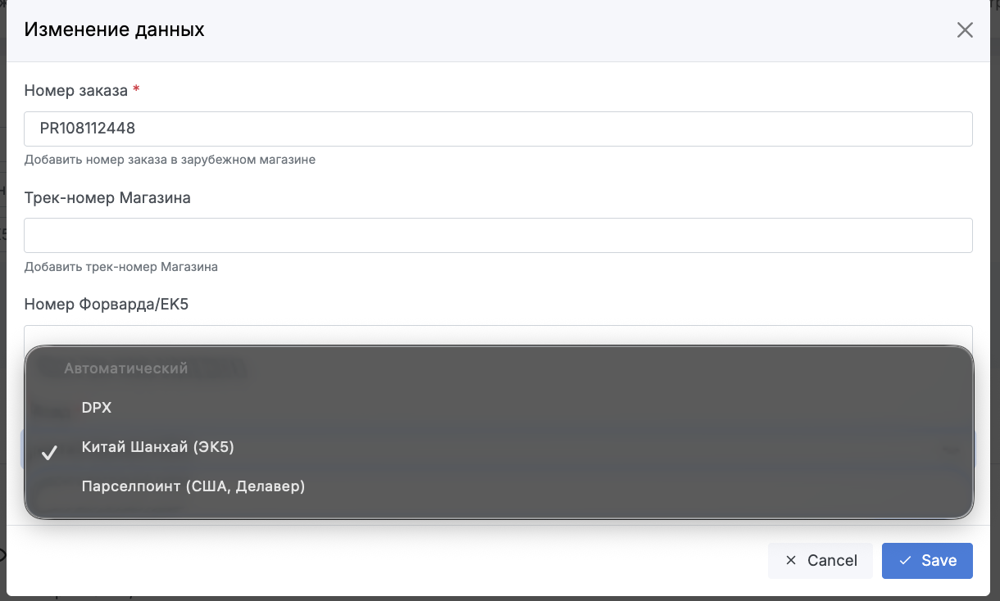 Изменение данных
Номер заказа *
PR108112448
Добавить номер заказа в зарубежном магазине
Трек-номер Магазина
Добавить трек-номер Магазина
Номер Форварда/EK5
Автоматический
DPX
Китай Шанхай (ЭК5)
Парселпоинт (США, Делавер)
Cancel
Save